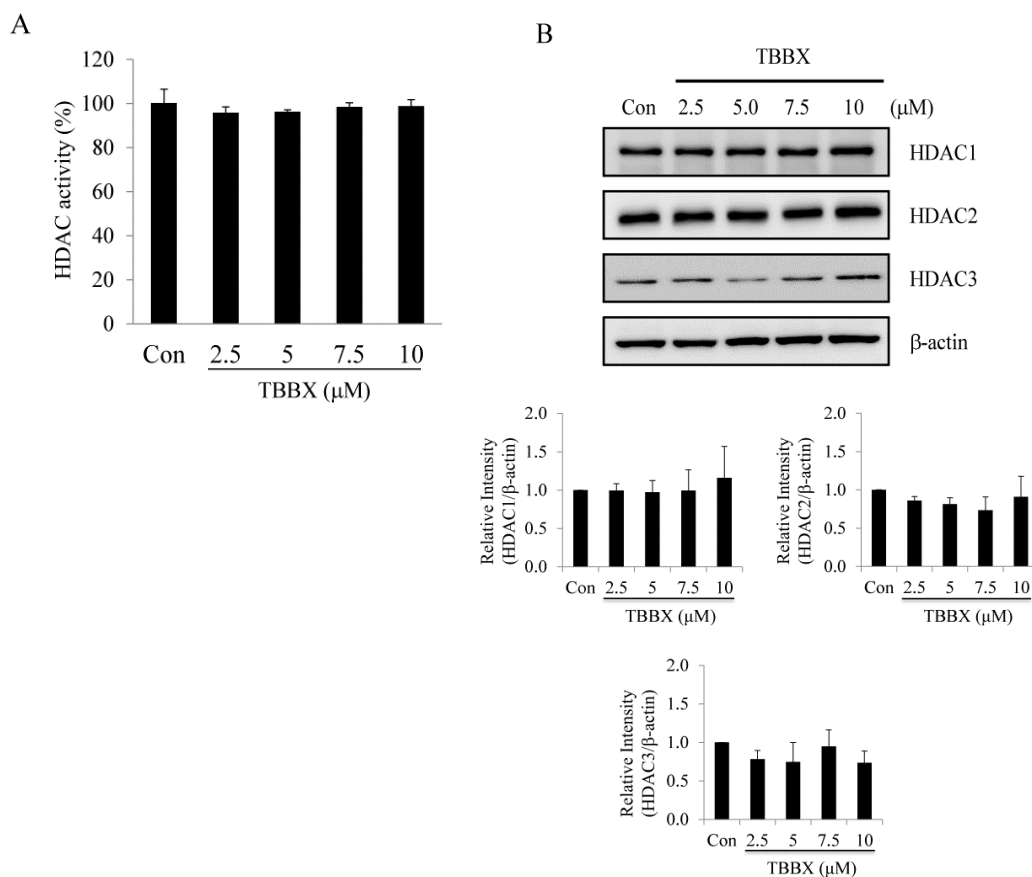 A
120
100
80
60
40
20
0
HDAC activity (%)
Con 2.5 5 7.5 10
TBBX (μM)
B
TBBX
Con 2.5 5.0 7.5 10 (μM)
HDAC1
HDAC2
HDAC3
β-actin
2.0
1.5
1.0
0.5
0.0
Relative Intensity
(HDAC1/β-actin)
Con 2.5 5 7.5 10
TBBX (μM)
2.0
1.5
1.0
0.5
0.0
Relative Intensity
(HDAC2/β-actin)
Con 2.5 5 7.5 10
TBBX (μM)
2.0
1.5
1.0
0.5
0.0
Relative Intensity
(HDAC3/β-actin)
Con 2.5 5 7.5 10
TBBX (μM)